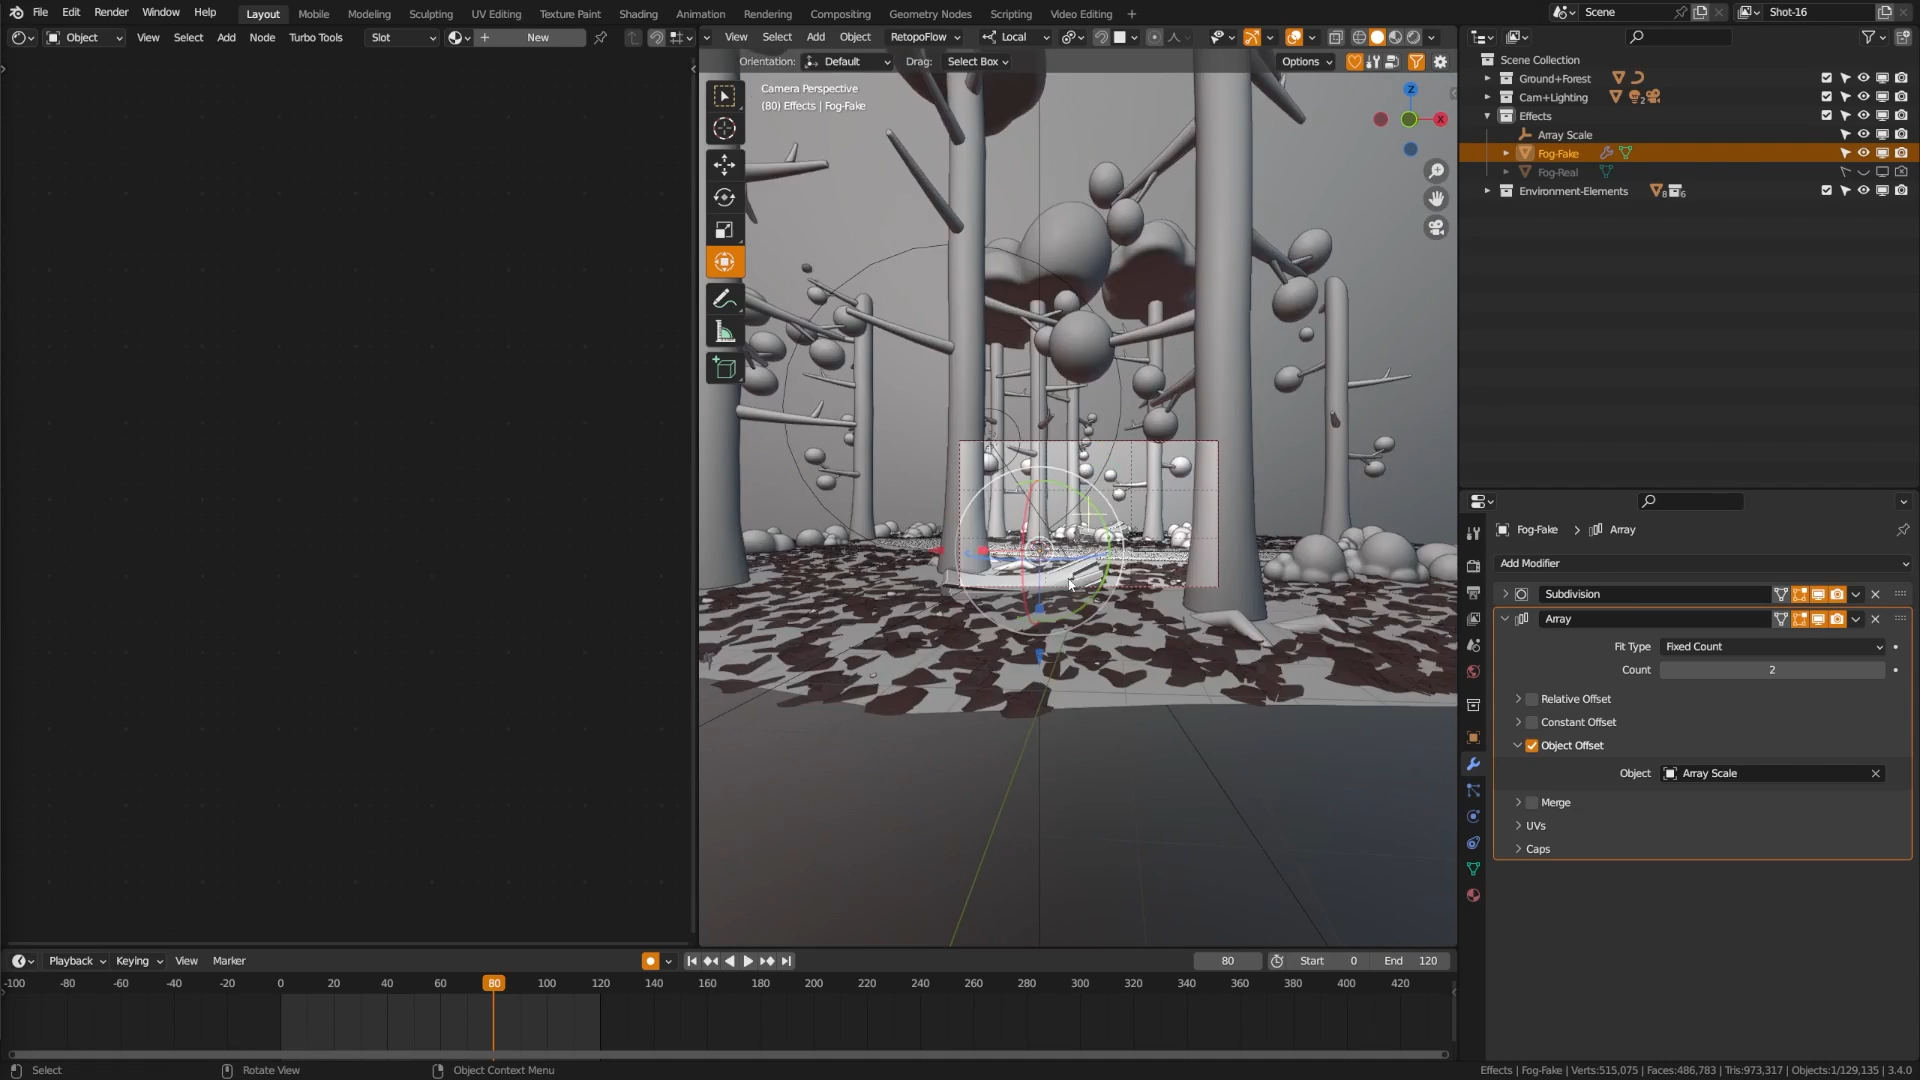 File Edit Render Window Help Layout Mobile Modeling Sculpting UV Editing Texture Paint Shading Animation Rendering Compositing Geometry Nodes Scripting Video Editing + Scene Shot-16
Object View Select Add Node Turbo Tools Slot New View Select Add Object RetopoFlow Local
Orientation: Default Drag: Select Box Options
Camera Perspective
(80) Effects | Fog-Fake
Z
X
Scene Collection
Ground+Forest
Cam+Lighting 2
Effects
Array Scale
Fog-Fake
Fog-Real
Environment-Elements 8 6
Fog-Fake > Array
Add Modifier
Subdivision
Array
Fit Type Fixed Count
Count 2
Relative Offset
Constant Offset
Object Offset
Object Array Scale
Merge
UVs
Caps
Playback Keying View Marker 80 Start 0 End 120
-100 -80 -60 -40 -20 0 20 40 60 80 100 120 140 160 180 200 220 240 260 280 300 320 340 360 380 400 420
Select Rotate View Object Context Menu Effects | Fog-Fake | Verts:515,075 | Faces:486,783 | Tris:973,317 | Objects:1/129,135 | 3.4.0